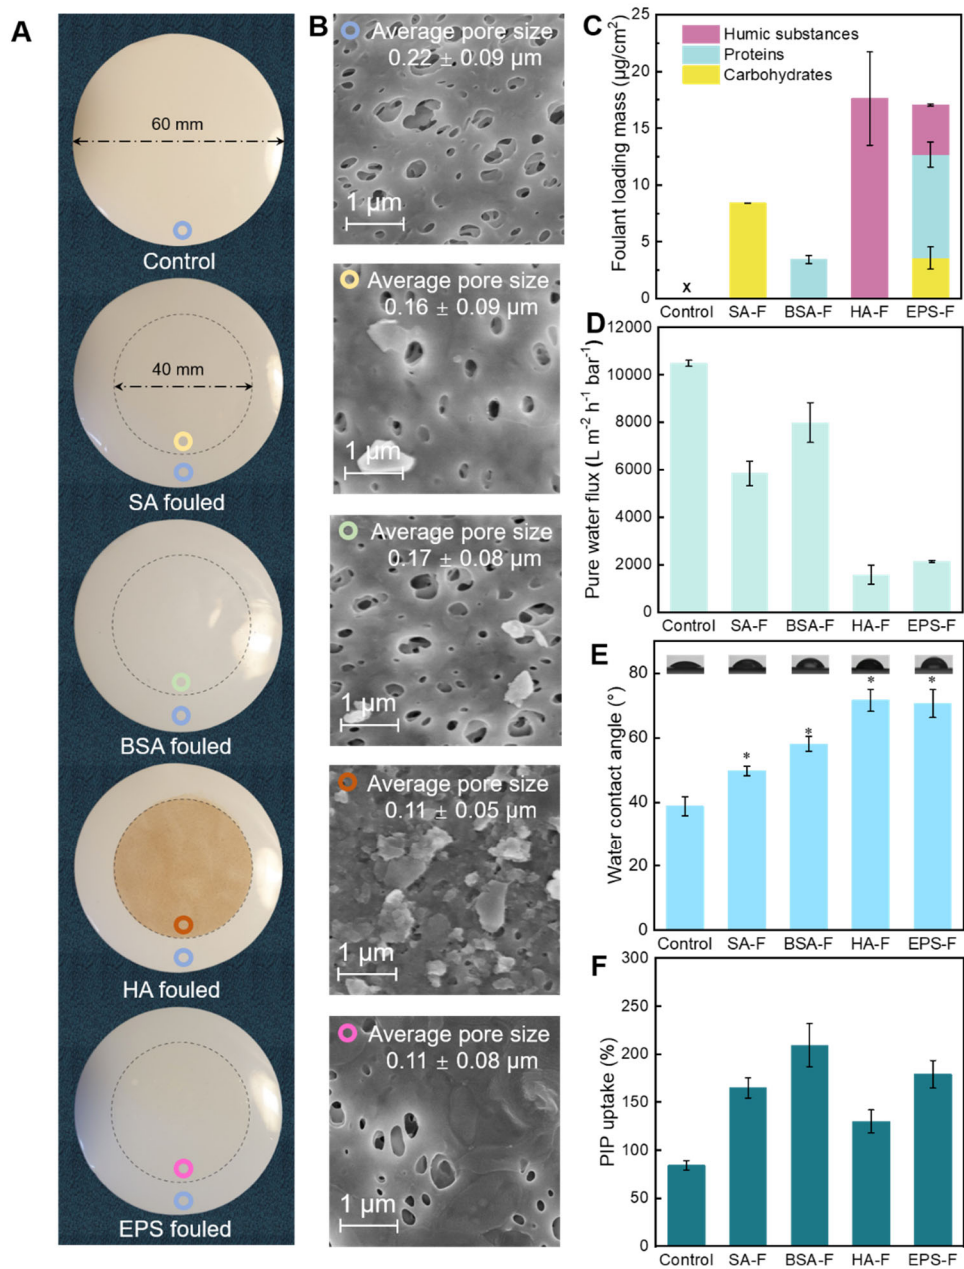 A
60 mm
Control
40 mm
SA fouled
BSA fouled
HA fouled
EPS fouled
B
Average pore size
0.22 ± 0.09 µm
1 µm
Average pore size
0.16 ± 0.09 µm
1 µm
Average pore size
0.17 ± 0.08 µm
1 µm
Average pore size
0.11 ± 0.05 µm
1 µm
Average pore size
0.11 ± 0.08 µm
1 µm
C
Foulant loading mass (µg/cm²)
25
20
15
10
5
0
Humic substances
Proteins
Carbohydrates
x
Control SA-F BSA-F HA-F EPS-F
D
Pure water flux (L m⁻² h⁻¹ bar⁻¹)
12000
10000
8000
6000
4000
2000
0
Control SA-F BSA-F HA-F EPS-F
E
Water contact angle (°)
80
60
40
20
0
* * * *
Control SA-F BSA-F HA-F EPS-F
F
PIP uptake (%)
300
250
200
150
100
50
0
Control SA-F BSA-F HA-F EPS-F